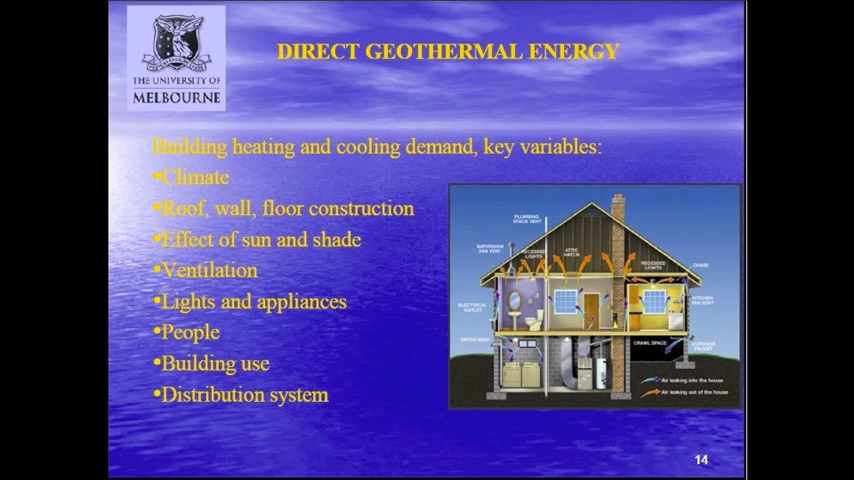 THE UNIVERSITY OF
MELBOURNE
DIRECT GEOTHERMAL ENERGY
Building heating and cooling demand, key variables:
•Climate
•Roof, wall, floor construction
•Effect of sun and shade
•Ventilation
•Lights and appliances
•People
•Building use
•Distribution system
PLUMBING
STACK VENT
BATHROOM
FAN VENT
RECESSED
LIGHTS
ATTIC
HATCH
RECESSED
LIGHTS
CHASE
ELECTRICAL
OUTLET
KITCHEN
FAN VENT
DRYER VENT
CRAWL SPACE
OUTDOOR
FAUCET
Air leaking into the house
Air leaking out of the house
14